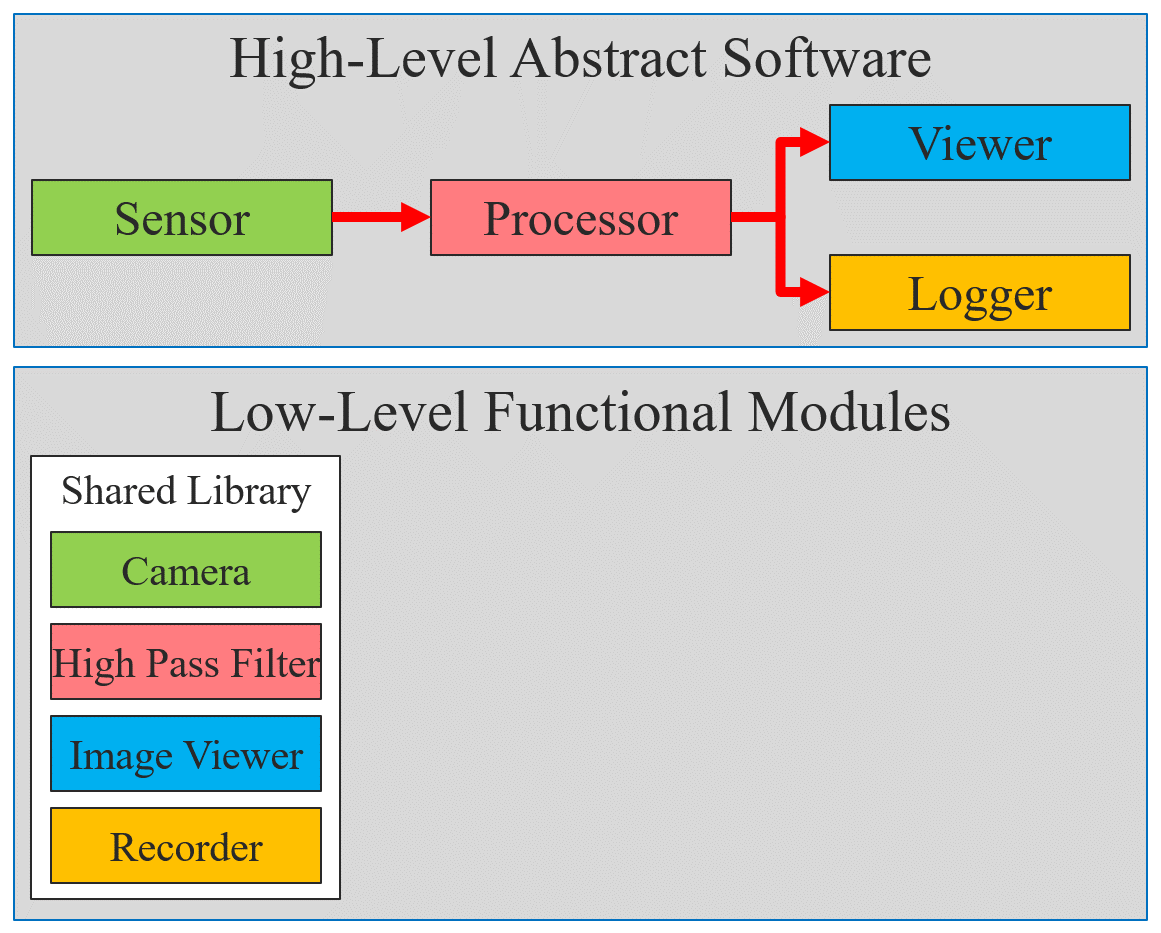 High-Level Abstract Software
Viewer
Sensor
Processor
Logger
Low-Level Functional Modules
Shared Library
Camera
High Pass Filter
Image Viewer
Recorder